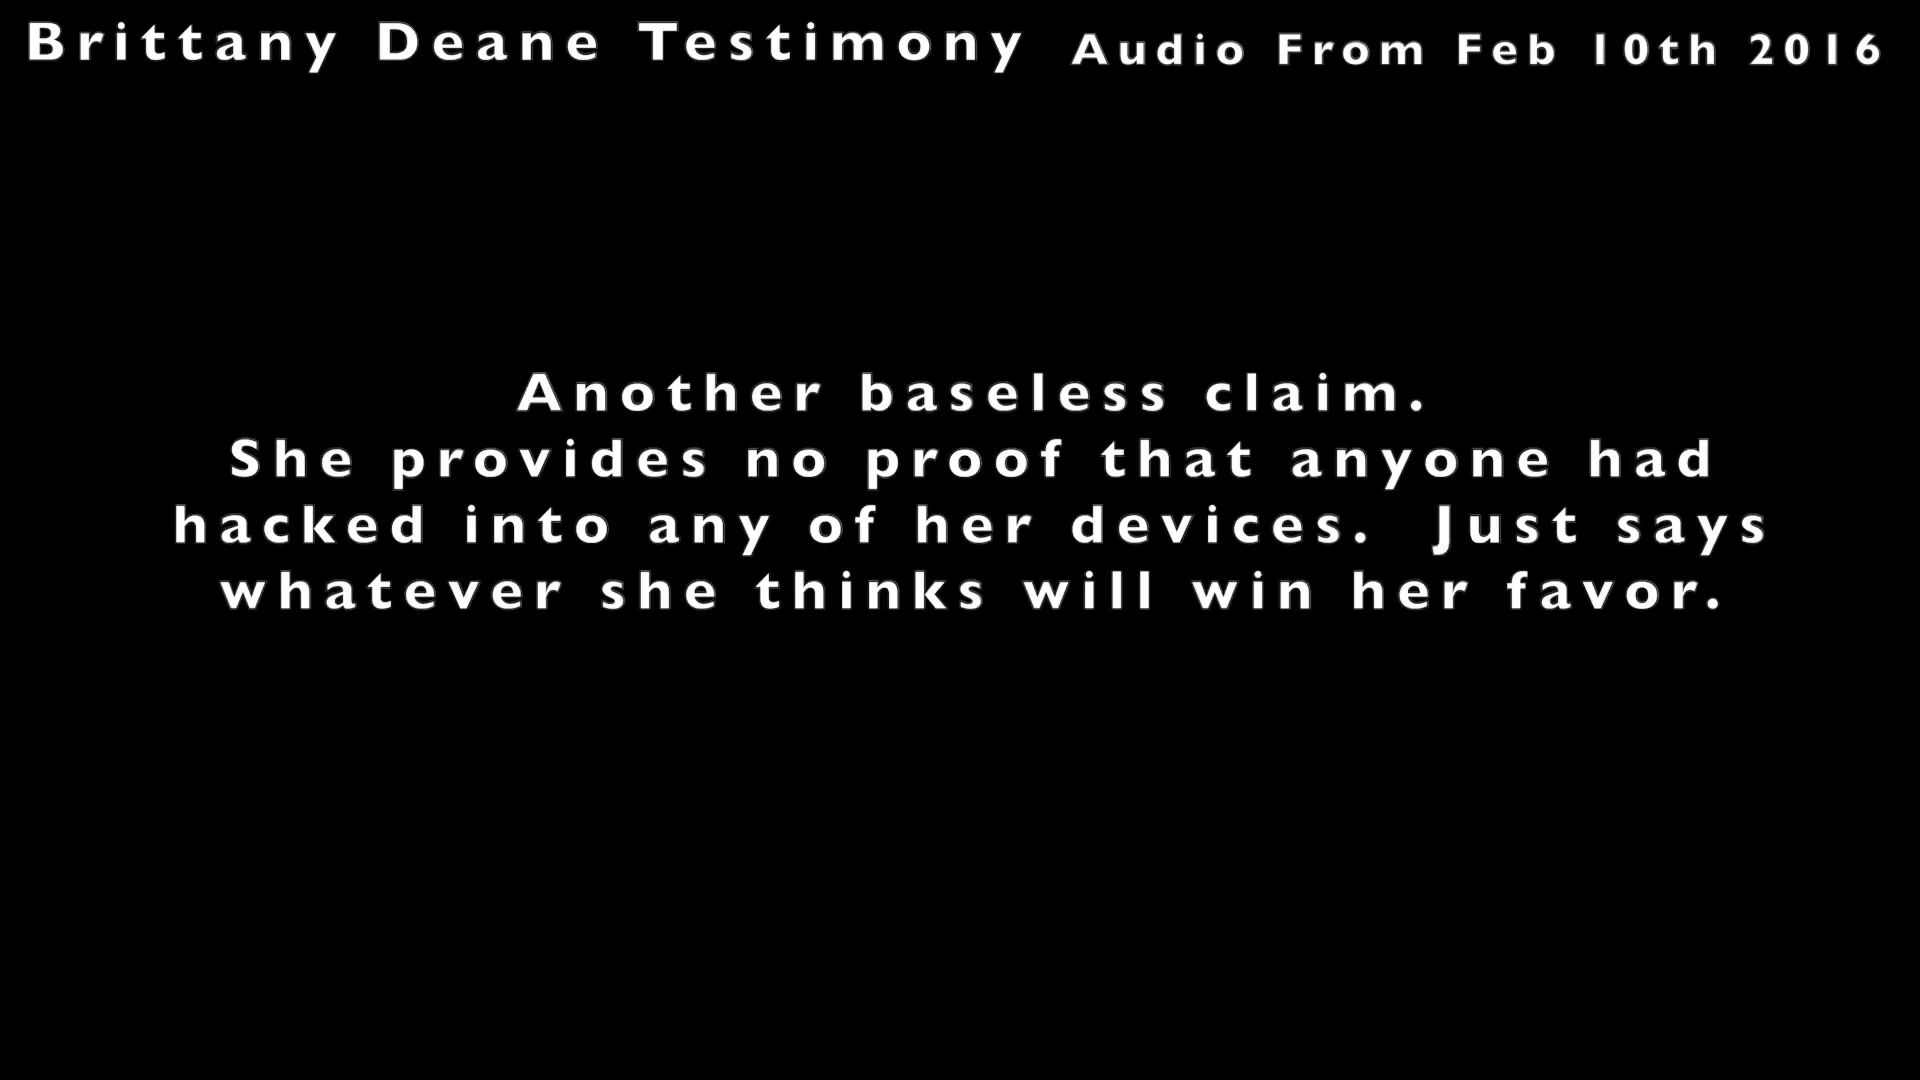 Brittany Deane Testimony Audio From Feb 10th 2016
Another baseless claim.
She provides no proof that anyone had
hacked into any of her devices.  Just says
whatever she thinks will win her favor.